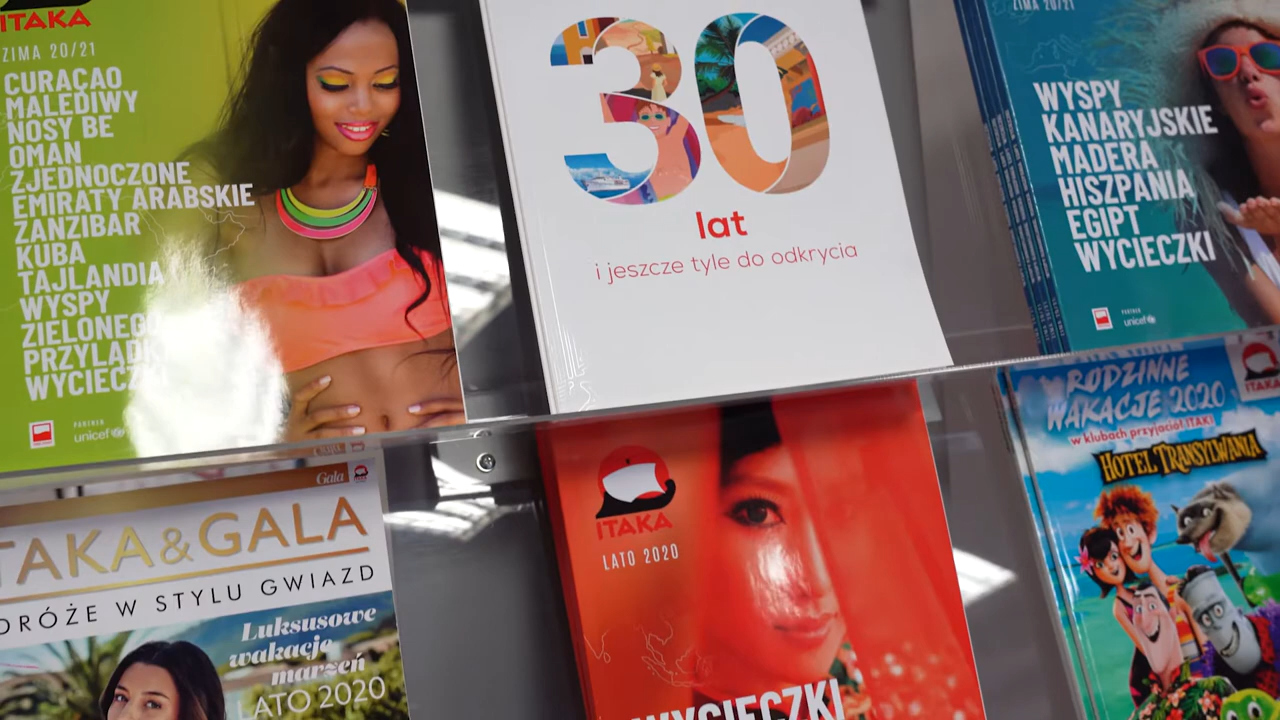 ITAKA
ZIMA 20/21
CURAÇAO
MALEDIWY
NOSY BE
OMAN
ZJEDNOCZONE
EMIRATY ARABSKIE
ZANZIBAR
KUBA
TAJLANDIA
WYSPY
ZIELONEGO
PRZYLĄDK
WYCIECZ
PARTNER
unicef
30
lat
i jeszcze tyle do odkrycia
ZIMA 20/21
WYSPY
KANARYJSKIE
MADERA
HISZPANIA
EGIPT
WYCIECZKI
PARTNER
unicef
Gala
TAKA & GALA
DRÓŻE W STYLU GWIAZD
Luksusowe
wakacje
marzeń
LATO 2020
ITAKA
LATO 2020
WYCIECZKI
RODZINNE
WAKACJE 2020
w klubach przyjaciół ITAKI
HOTEL TRANSYLWANIA
ITAKA